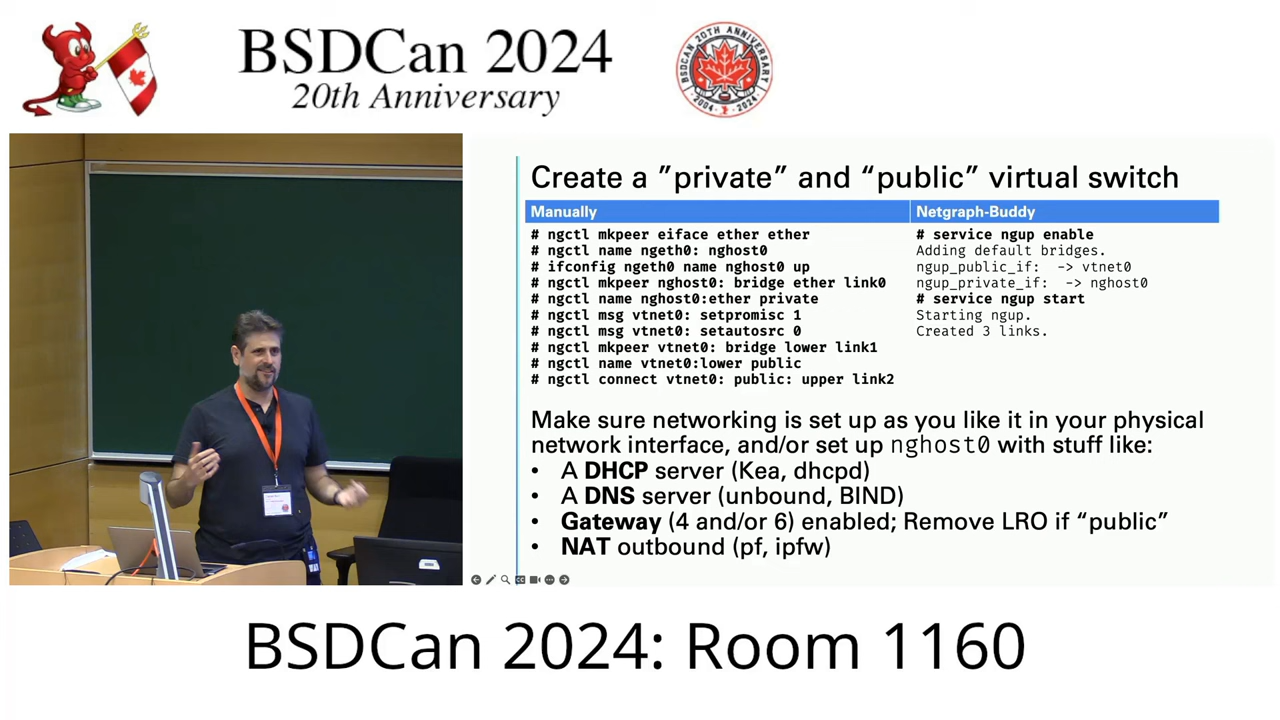 BSDCan 2024
20th Anniversary
BSDCAN 20TH ANNIVERSARY
2004 2024
Create a ”private” and “public” virtual switch
Manually
# ngctl mkpeer eiface ether ether
# ngctl name ngeth0: nghost0
# ifconfig ngeth0 name nghost0 up
# ngctl mkpeer nghost0: bridge ether link0
# ngctl name nghost0:ether private
# ngctl msg vtnet0: setpromisc 1
# ngctl msg vtnet0: setautosrc 0
# ngctl mkpeer vtnet0: bridge lower link1
# ngctl name vtnet0:lower public
# ngctl connect vtnet0: public: upper link2
Netgraph-Buddy
# service ngup enable
Adding default bridges.
ngup_public_if:  -> vtnet0
ngup_private_if:  -> nghost0
# service ngup start
Starting ngup.
Created 3 links.
Make sure networking is set up as you like it in your physical
network interface, and/or set up nghost0 with stuff like:
• A DHCP server (Kea, dhcpd)
• A DNS server (unbound, BIND)
• Gateway (4 and/or 6) enabled; Remove LRO if “public”
• NAT outbound (pf, ipfw)
BSDCan 2024: Room 1160